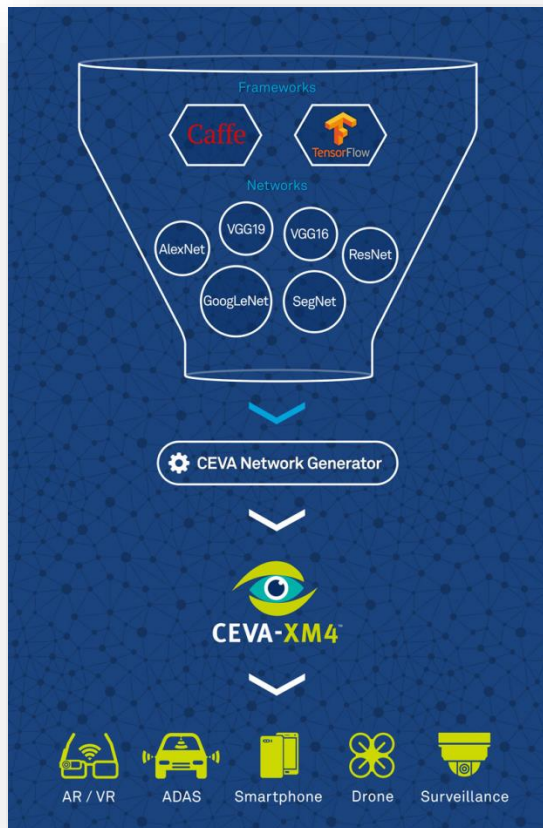 Frameworks
Caffe
TensorFlow
Networks
AlexNet
VGG19
VGG16
ResNet
GoogLeNet
SegNet
CEVA Network Generator
CEVA-XM4™
AR / VR
ADAS
Smartphone
Drone
Surveillance